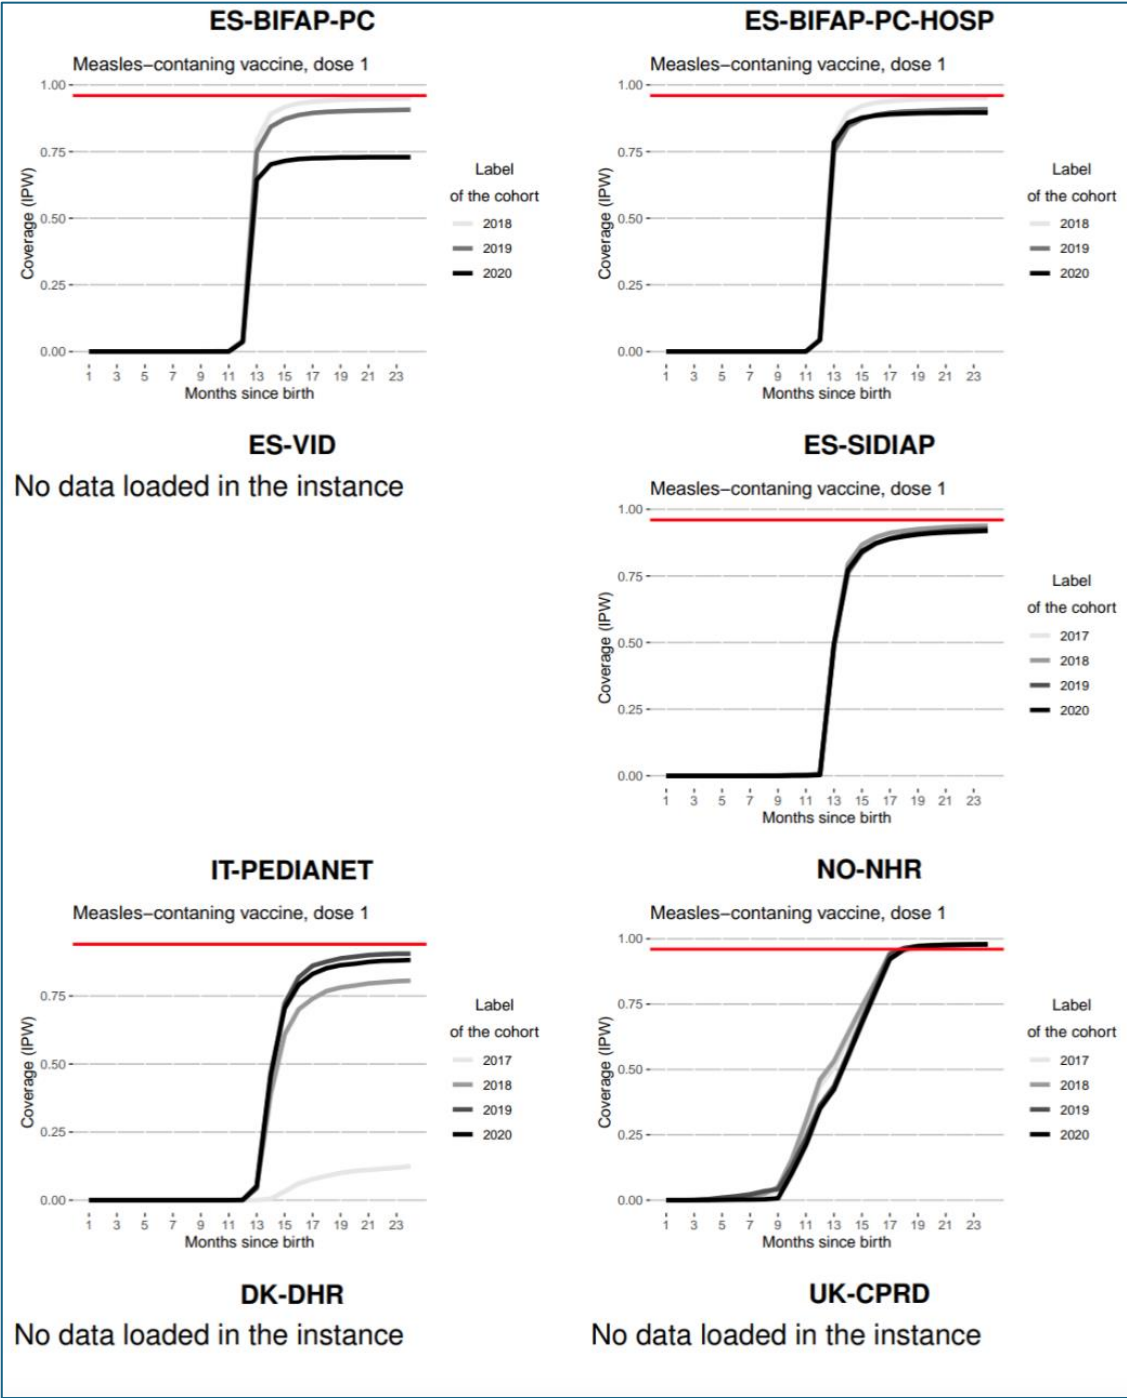 ES-BIFAP-PC
Measles−contaning vaccine, dose 1
Coverage (IPW)
1.00
0.75
0.50
0.25
0.00
1 3 5 7 9 11 13 15 17 19 21 23
Months since birth
Label
of the cohort
2018
2019
2020
ES-BIFAP-PC-HOSP
Measles−contaning vaccine, dose 1
Coverage (IPW)
1.00
0.75
0.50
0.25
0.00
1 3 5 7 9 11 13 15 17 19 21 23
Months since birth
Label
of the cohort
2018
2019
2020
ES-VID
No data loaded in the instance
ES-SIDIAP
Measles−contaning vaccine, dose 1
Coverage (IPW)
1.00
0.75
0.50
0.25
0.00
1 3 5 7 9 11 13 15 17 19 21 23
Months since birth
Label
of the cohort
2017
2018
2019
2020
IT-PEDIANET
Measles−contaning vaccine, dose 1
Coverage (IPW)
0.75
0.50
0.25
0.00
1 3 5 7 9 11 13 15 17 19 21 23
Months since birth
Label
of the cohort
2017
2018
2019
2020
NO-NHR
Measles−contaning vaccine, dose 1
Coverage (IPW)
1.00
0.75
0.50
0.25
0.00
1 3 5 7 9 11 13 15 17 19 21 23
Months since birth
Label
of the cohort
2017
2018
2019
2020
DK-DHR
No data loaded in the instance
UK-CPRD
No data loaded in the instance